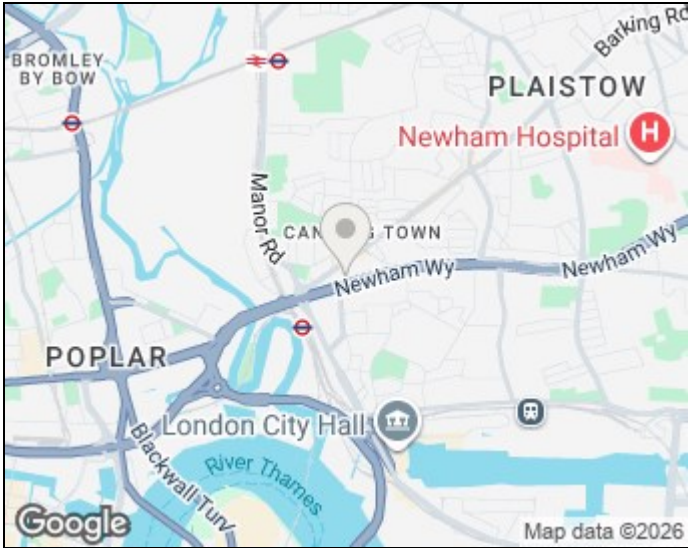 Barking Rd
BROMLEY
BY BOW
PLAISTOW
Newham Hospital
H
Manor Rd
TOWN
Newham Wy
Newham Wy
POPLAR
London City Hall
Blackwall Tun
River Thames
Google
Map data ©2026